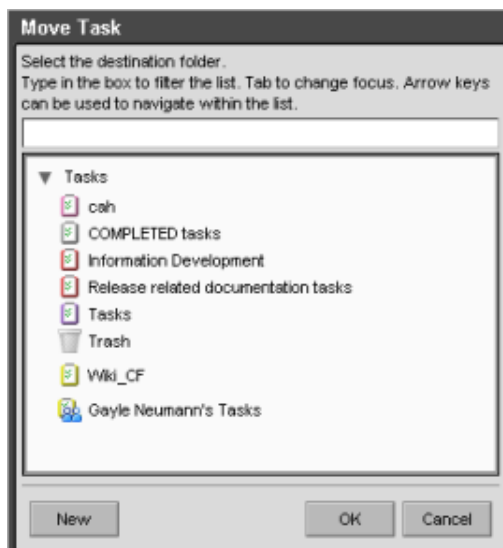 Move Task
Select the destination folder.
Type in the box to filter the list. Tab to change focus. Arrow keys
can be used to navigate within the list.
Tasks
cah
COMPLETED tasks
Information Development
Release related documentation tasks
Tasks
Trash
Wiki_CF
Gayle Neumann's Tasks
New
OK
Cancel